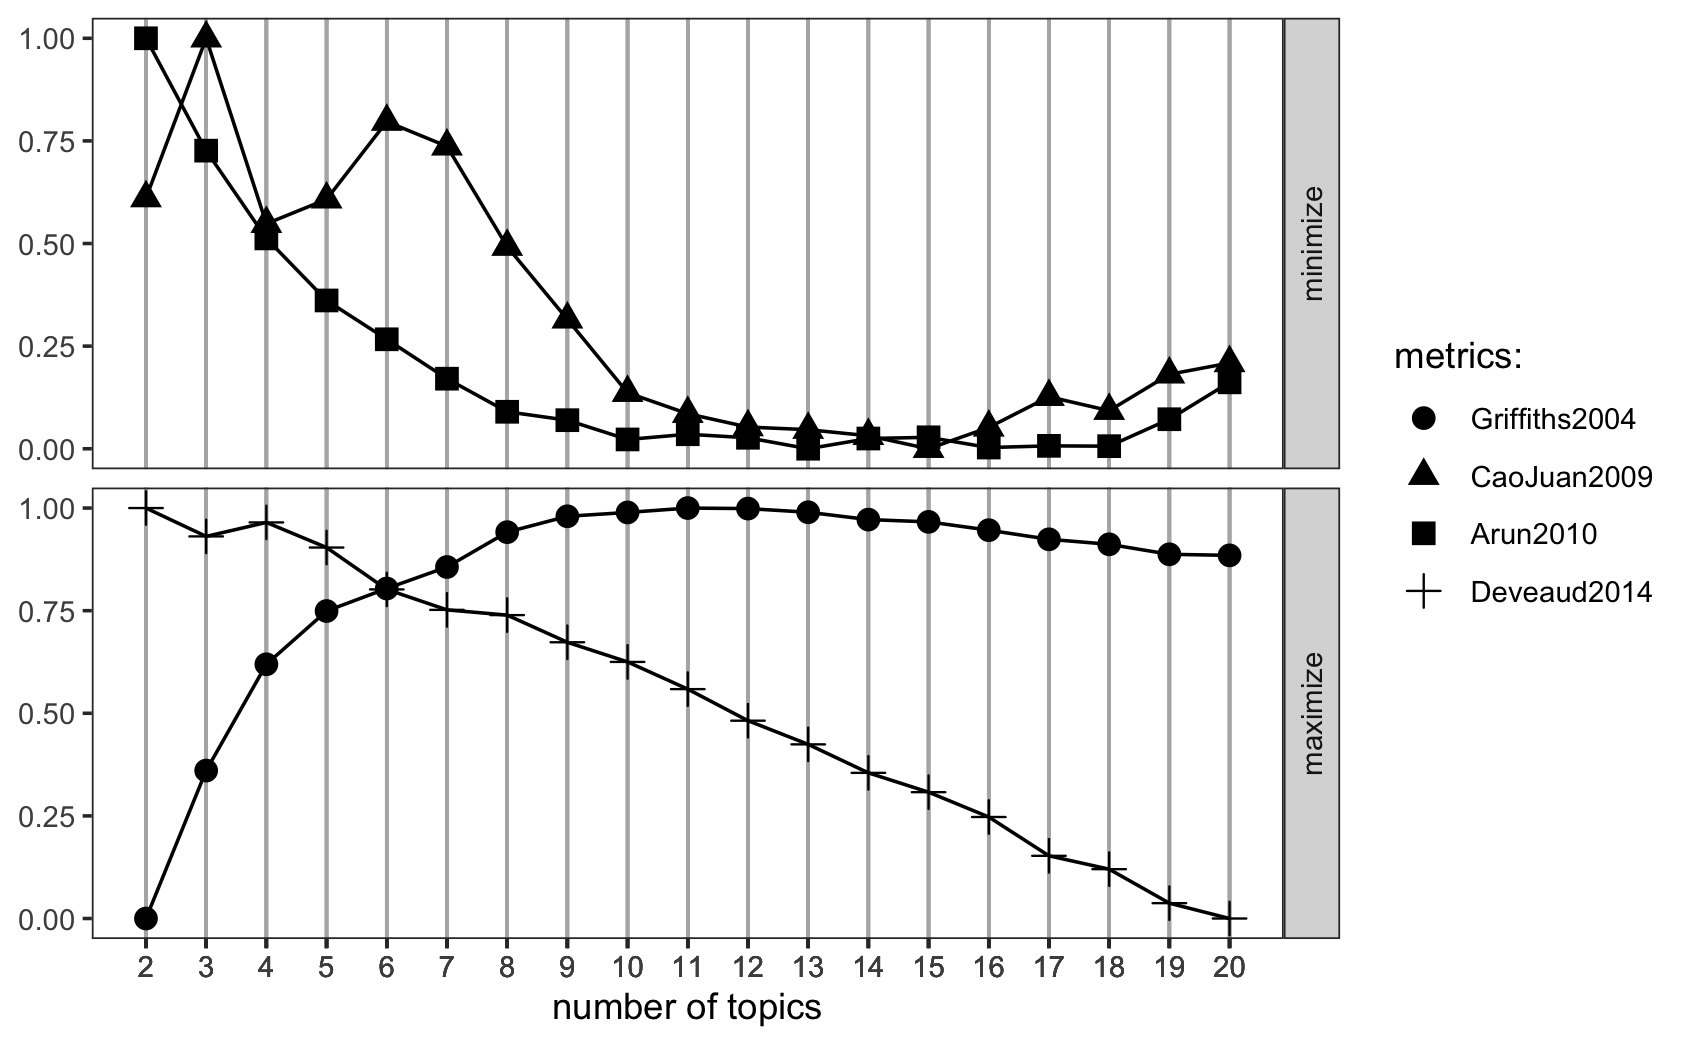 1.00
0.75
0.50
0.25
0.00
minimize
1.00
0.75
0.50
0.25
0.00
maximize
2 3 4 5 6 7 8 9 10 11 12 13 14 15 16 17 18 19 20
number of topics
metrics:
Griffiths2004
CaoJuan2009
Arun2010
Deveaud2014